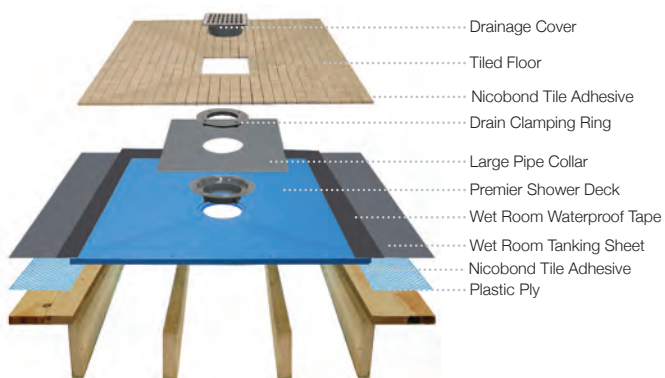 Drainage Cover
Tiled Floor
Nicobond Tile Adhesive
Drain Clamping Ring
Large Pipe Collar
Premier Shower Deck
Wet Room Waterproof Tape
Wet Room Tanking Sheet
Nicobond Tile Adhesive
Plastic Ply